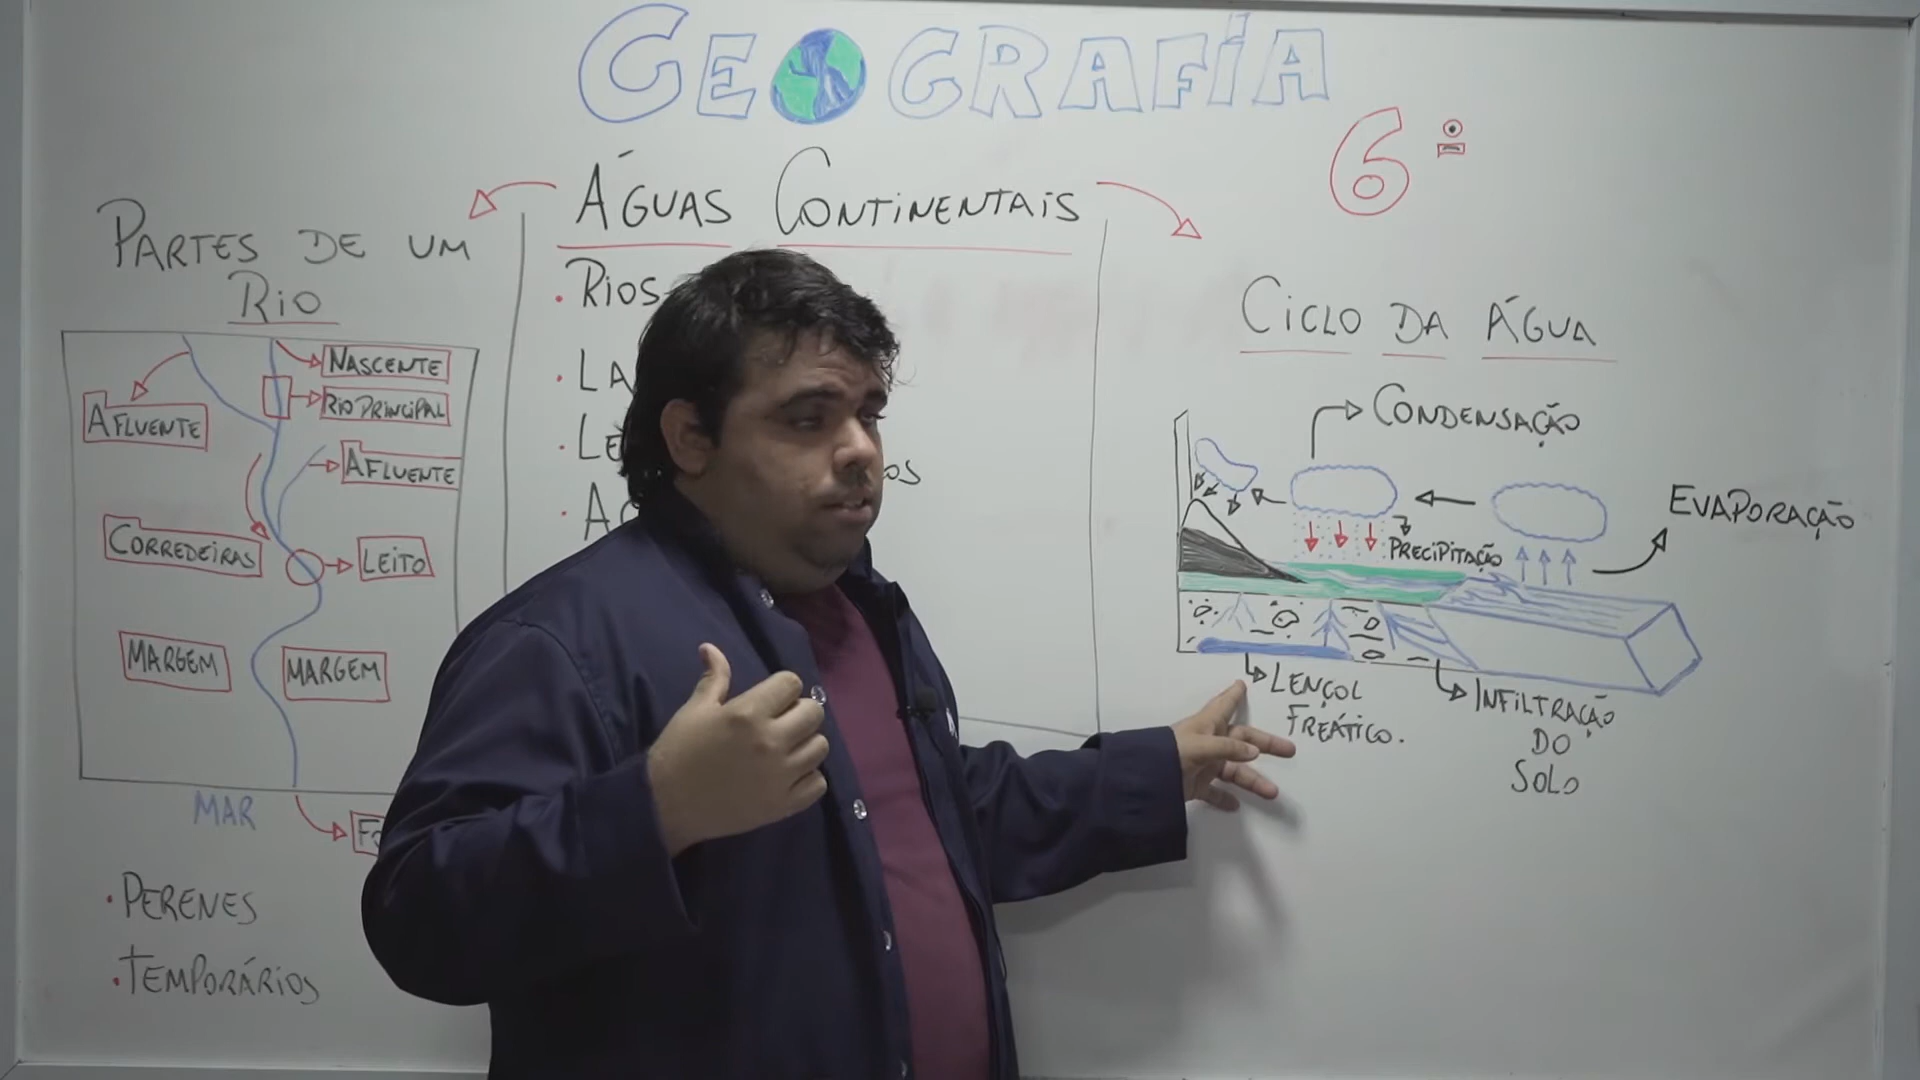 GEOGRAFIA
6º
ÁGUAS CONTINENTAIS
PARTES DE UM
RIO
NASCENTE
RIO PRINCIPAL
AFLUENTE
AFLUENTE
CORREDEIRAS
LEITO
MARGEM
MARGEM
MAR
• PERENES
• TEMPORÁRIOS
• RIOS
CICLO DA ÁGUA
CONDENSAÇÃO
EVAPORAÇÃO
PRECIPITAÇÃO
LENÇOL
FREÁTICO.
INFILTRAÇÃO
DO
SOLO